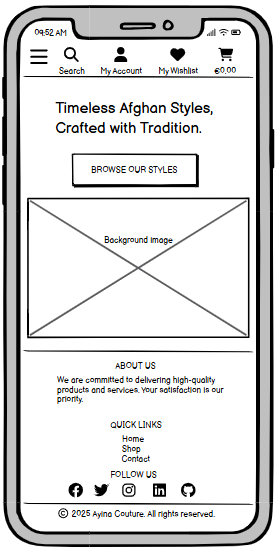 09:52 AM
Search
My Account
My Wishlist
€0.00
Timeless Afghan Styles,
Crafted with Tradition.
BROWSE OUR STYLES
Background image
ABOUT US
We are committed to delivering high-quality
products and services. Your satisfaction is our
priority.
QUICK LINKS
Home
Shop
Contact
FOLLOW US
© 2025 Ayina Couture. All rights reserved.